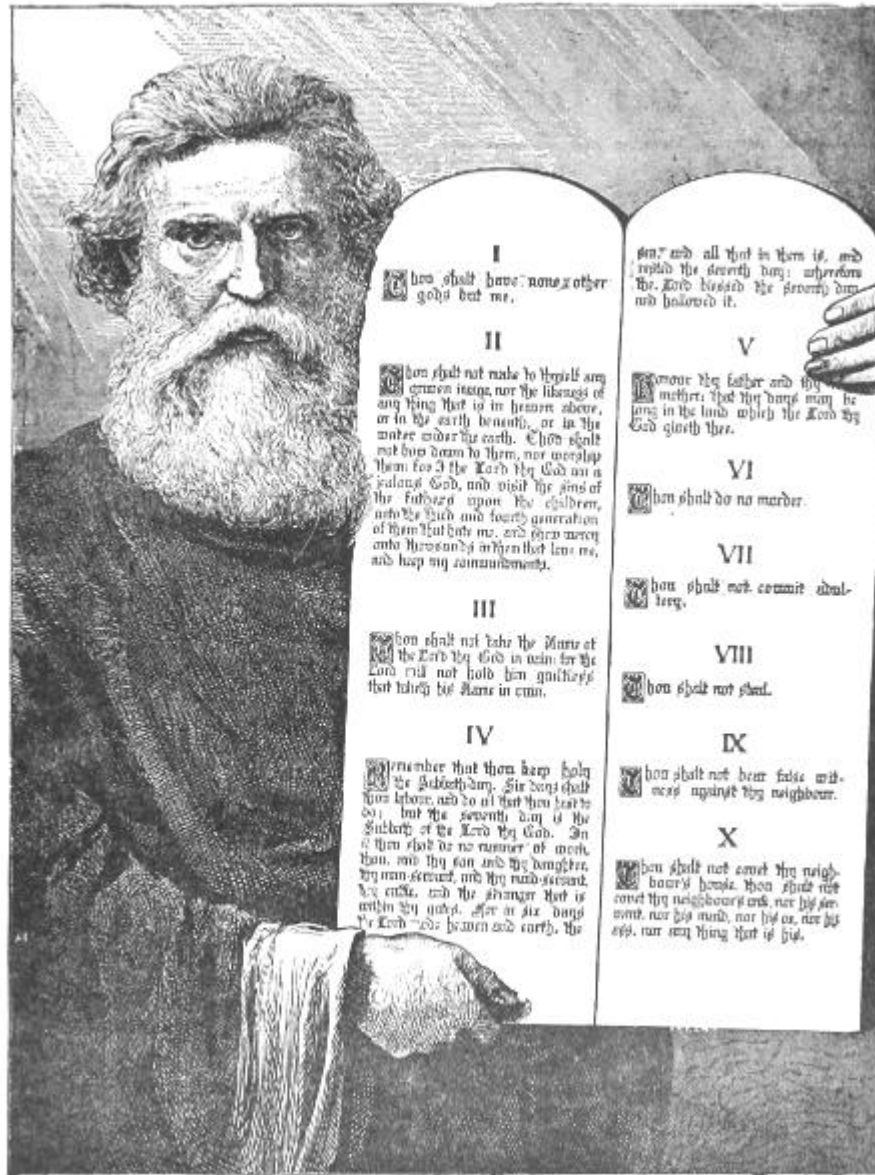 I
Thou shalt have none other
gods but me.
II
Thou shalt not make to thyself any
graven image, nor the likeness of
any thing that is in heaven above,
or in the earth beneath, or in the
water under the earth. Thou shalt
not bow down to them, nor worship
them: for I the Lord thy God am a
jealous God, and visit the sins of
the fathers upon the children,
unto the third and fourth generation
of them that hate me, and shew mercy
unto thousands in them that love me,
and keep my commandments.
III
Thou shalt not take the Name of
the Lord thy God in vain: for the
Lord will not hold him guiltless
that taketh his Name in vain.
IV
Remember that thou keep holy
the Sabbath-day. Six days shalt
thou labour, and do all that thou hast to
do; but the seventh day is the
Sabbath of the Lord thy God. In
it thou shalt do no manner of work,
thou, and thy son and thy daughter,
thy man-servant, and thy maid-servant,
thy cattle, and the stranger that is
within thy gates. For in six days
the Lord made heaven and earth, the
sea, and all that in them is, and
rested the seventh day: wherefore
the Lord blessed the seventh day
and hallowed it.
V
Honour thy father and thy
mother: that thy days may be
long in the land which the Lord thy
God giveth thee.
VI
Thou shalt do no murder.
VII
Thou shalt not commit adul-
tery.
VIII
Thou shalt not steal.
IX
Thou shalt not bear false wit-
ness against thy neighbour.
X
Thou shalt not covet thy neigh-
bour's house, thou shalt not
covet thy neighbour's wife, nor his ser-
vant, nor his maid, nor his ox, nor his
ass, nor any thing that is his.